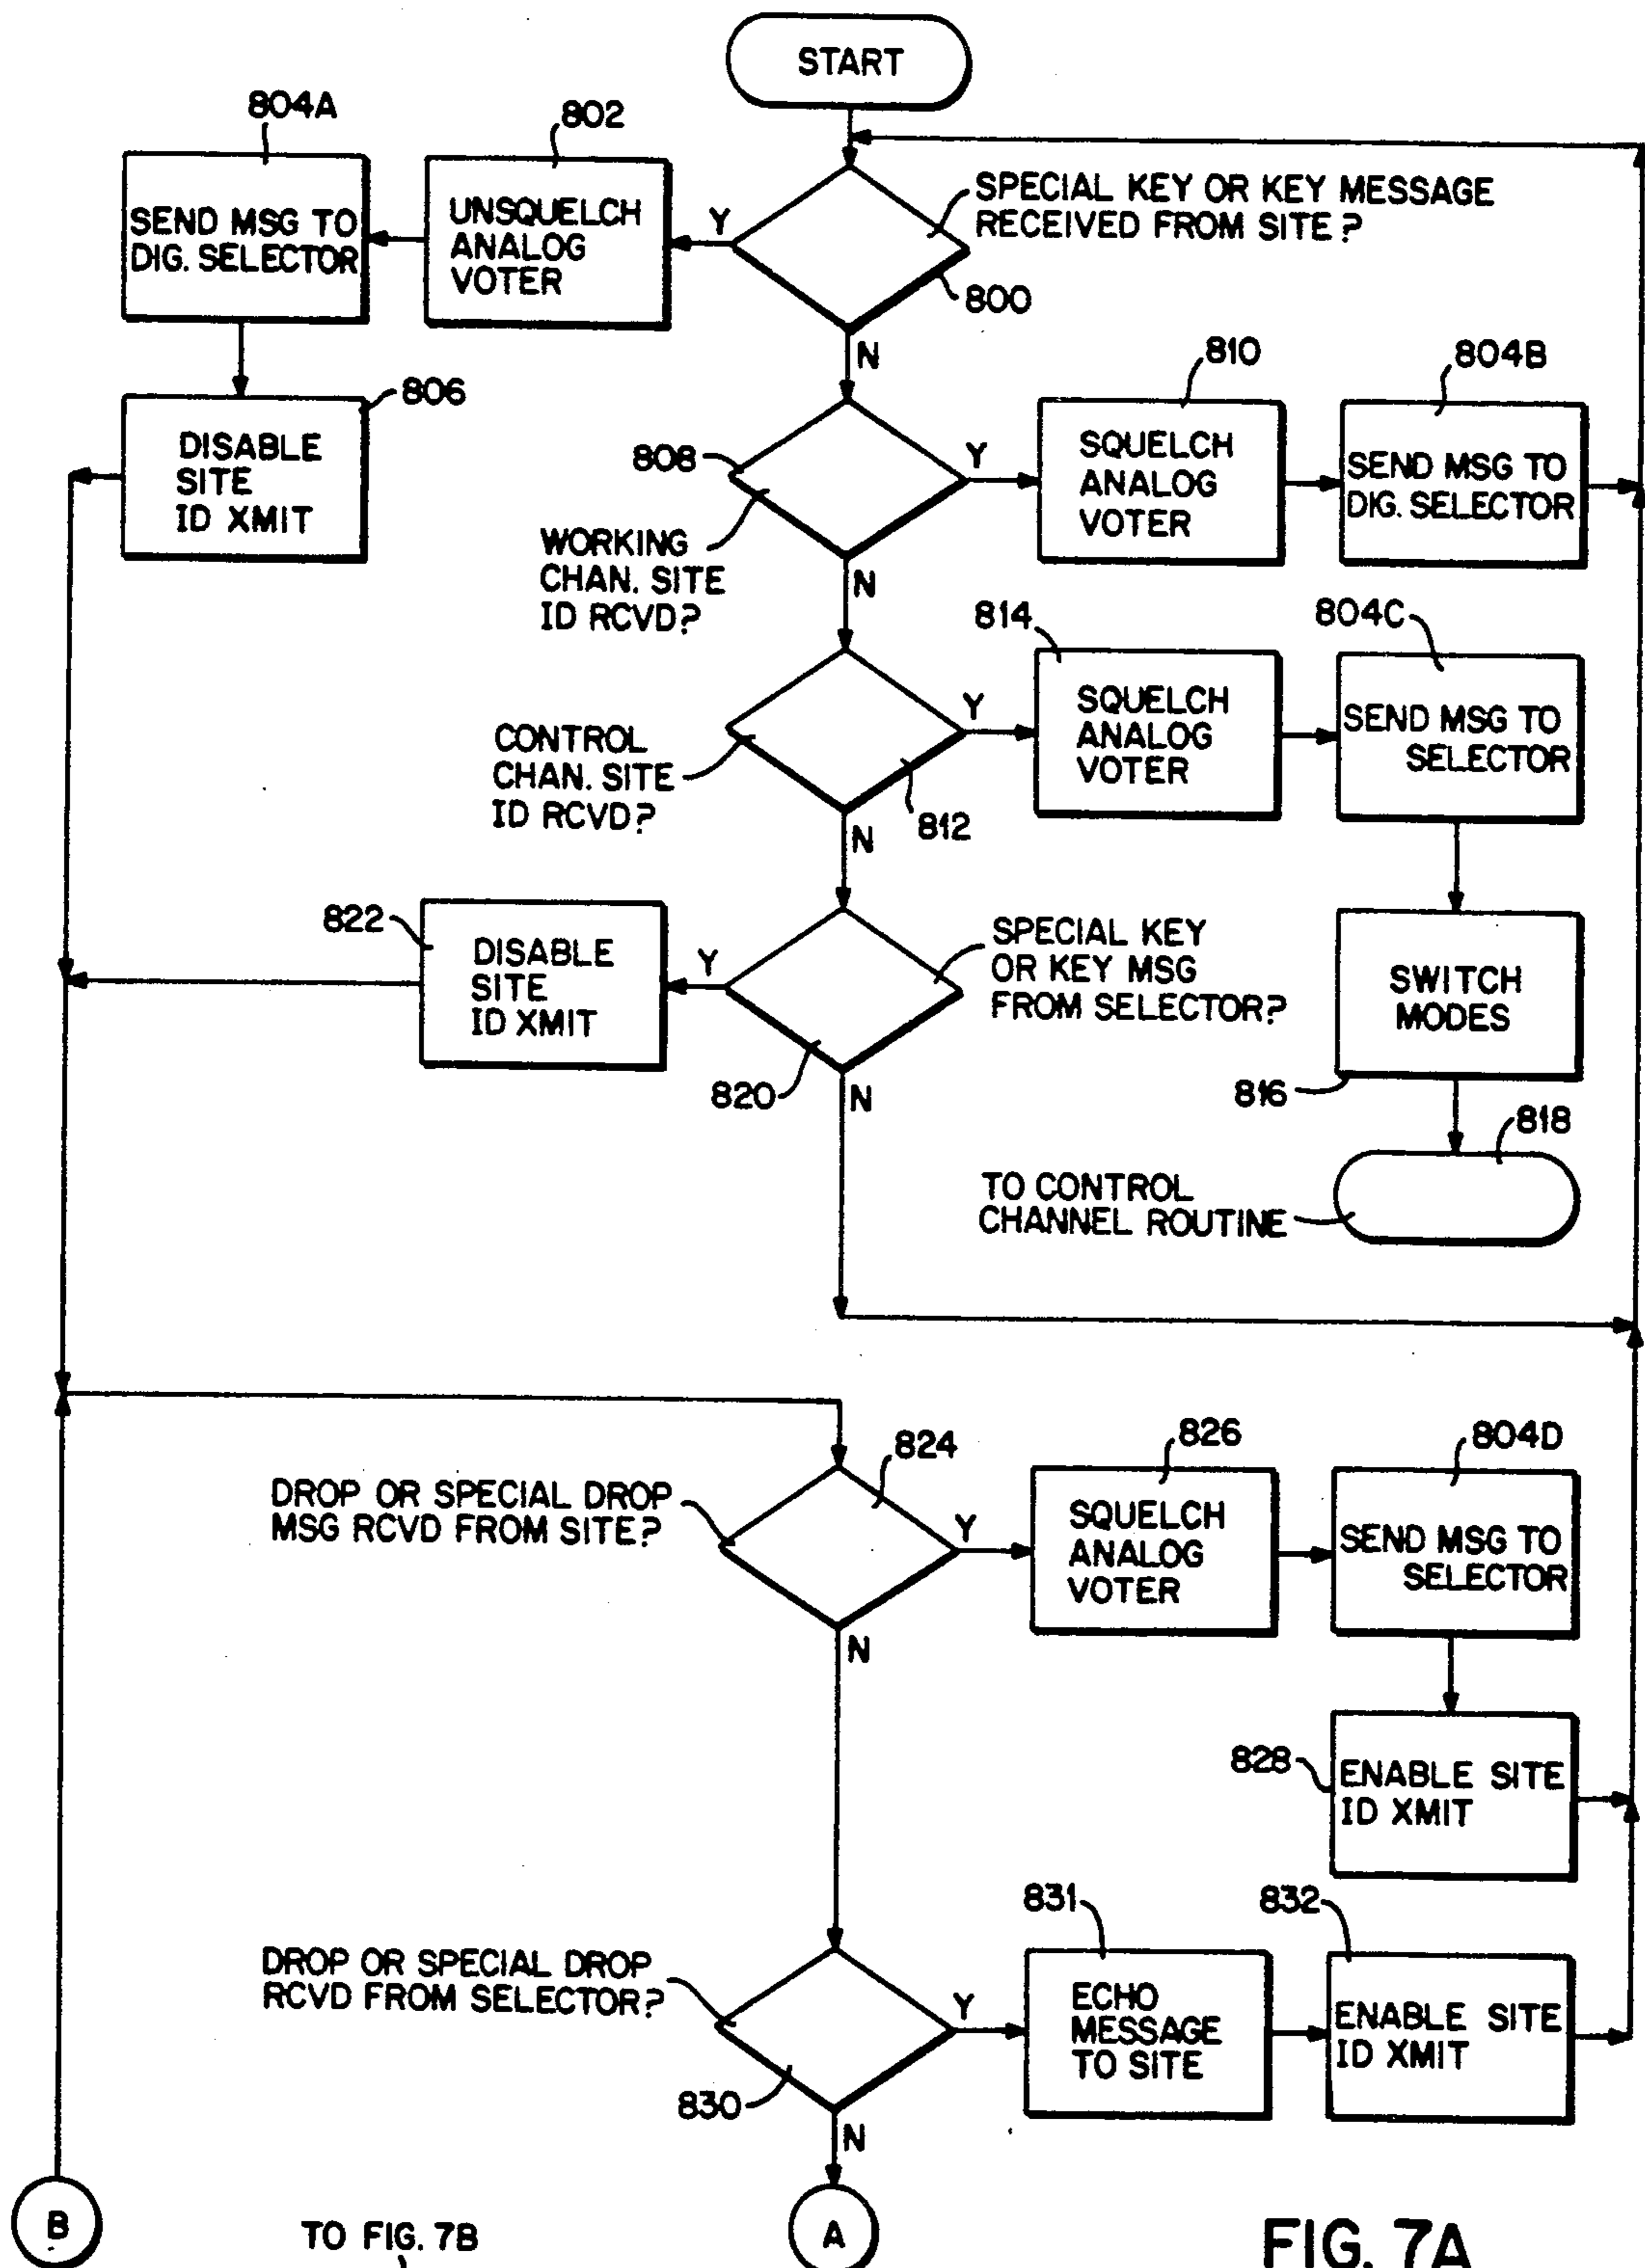 START
804A
802
SEND MSG TO
DIG. SELECTOR
UNSQUELCH
ANALOG
VOTER
Y
SPECIAL KEY OR KEY MESSAGE
RECEIVED FROM SITE?
800
N
806
DISABLE
SITE
ID XMIT
808
Y
WORKING
CHAN. SITE
ID RCVD?
N
810
SQUELCH
ANALOG
VOTER
804B
SEND MSG TO
DIG. SELECTOR
CONTROL
CHAN. SITE
ID RCVD?
Y
812
N
814
SQUELCH
ANALOG
VOTER
804C
SEND MSG TO
SELECTOR
822
DISABLE
SITE
ID XMIT
Y
SPECIAL KEY
OR KEY MSG
FROM SELECTOR?
820
N
SWITCH
MODES
816
818
TO CONTROL
CHANNEL ROUTINE
824
DROP OR SPECIAL DROP
MSG RCVD FROM SITE?
Y
N
826
SQUELCH
ANALOG
VOTER
804D
SEND MSG TO
SELECTOR
828
ENABLE SITE
ID XMIT
DROP OR SPECIAL DROP
RCVD FROM SELECTOR?
Y
830
N
831
ECHO
MESSAGE
TO SITE
832
ENABLE SITE
ID XMIT
B
TO FIG. 7B
A
FIG. 7A